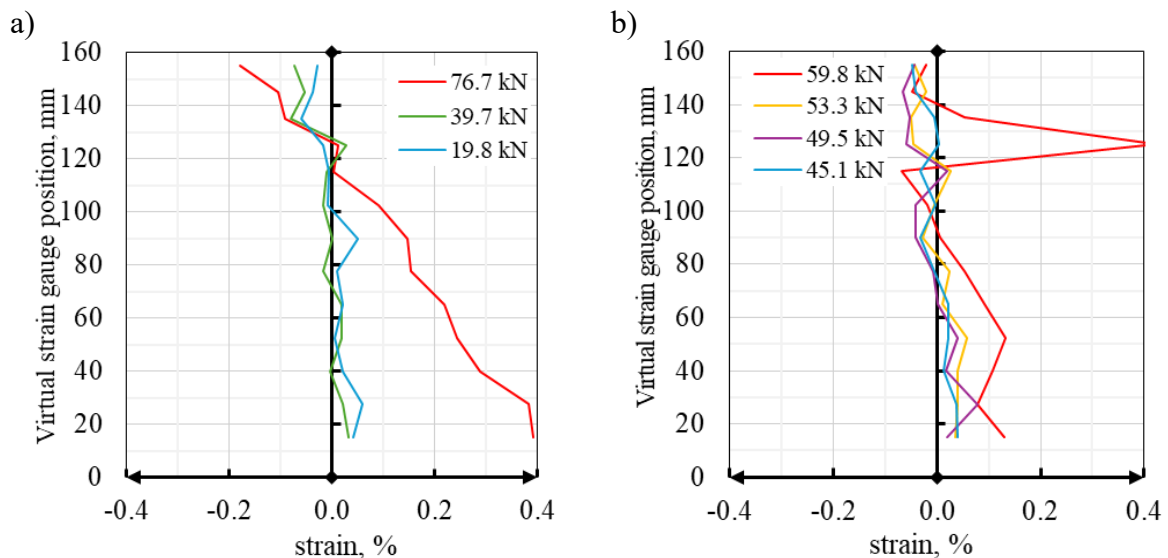 a)
160
140
120
100
80
60
40
20
0
Virtual strain gauge position, mm
76.7 kN
39.7 kN
19.8 kN
-0.4
-0.2
0.0
0.2
0.4
strain, %
b)
160
140
120
100
80
60
40
20
0
Virtual strain gauge position, mm
59.8 kN
53.3 kN
49.5 kN
45.1 kN
-0.4
-0.2
0.0
0.2
0.4
strain, %